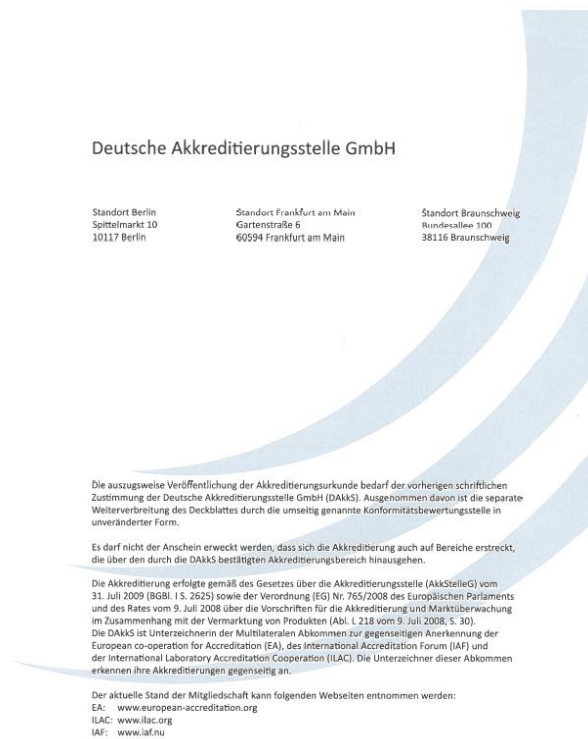 Deutsche Akkreditierungsstelle GmbH
Standort Berlin
Spittelmarkt 10
10117 Berlin
Standort Frankfurt am Main
Gartenstraße 6
60594 Frankfurt am Main
Standort Braunschweig
Bundesallee 100
38116 Braunschweig
Die auszugsweise Veröffentlichung der Akkreditierungsurkunde bedarf der vorherigen schriftlichen
Zustimmung der Deutsche Akkreditierungsstelle GmbH (DAkkS). Ausgenommen davon ist die separate
Weiterverbreitung des Deckblattes durch die umseitig genannte Konformitätsbewertungsstelle in
unveränderter Form.
Es darf nicht der Anschein erweckt werden, dass sich die Akkreditierung auch auf Bereiche erstreckt,
die über den durch die DAkkS bestätigten Akkreditierungsbereich hinausgehen.
Die Akkreditierung erfolgte gemäß des Gesetzes über die Akkreditierungsstelle (AkkStelleG) vom
31. Juli 2009 (BGBl. I S. 2625) sowie der Verordnung (EG) Nr. 765/2008 des Europäischen Parlaments
und des Rates vom 9. Juli 2008 über die Vorschriften für die Akkreditierung und Marktüberwachung
im Zusammenhang mit der Vermarktung von Produkten (Abl. L 218 vom 9. Juli 2008, S. 30).
Die DAkkS ist Unterzeichnerin der Multilateralen Abkommen zur gegenseitigen Anerkennung der
European co-operation for Accreditation (EA), des International Accreditation Forum (IAF) und
der International Laboratory Accreditation Cooperation (ILAC). Die Unterzeichner dieser Abkommen
erkennen ihre Akkreditierungen gegenseitig an.
Der aktuelle Stand der Mitgliedschaft kann folgenden Webseiten entnommen werden:
EA: www.european-accreditation.org
ILAC: www.ilac.org
IAF: www.iaf.nu